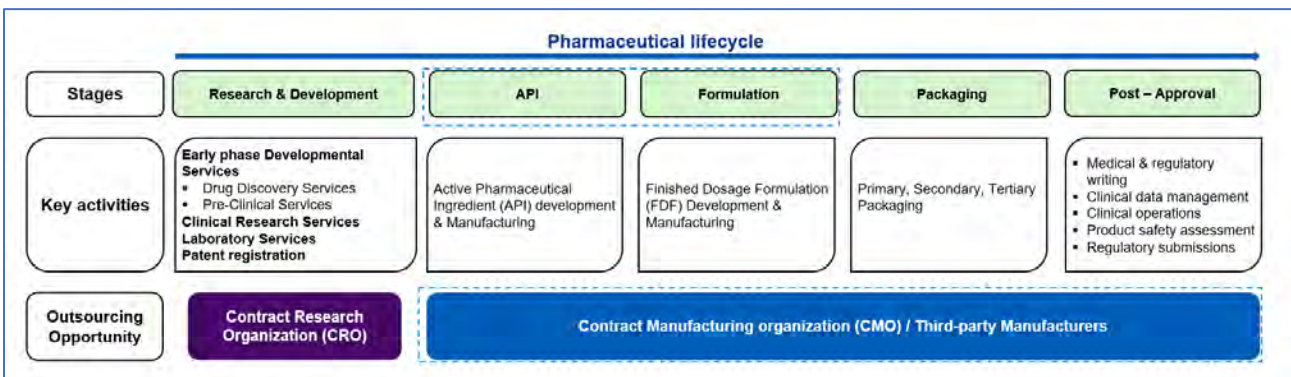 Pharmaceutical lifecycle
Stages
Research & Development
API
Formulation
Packaging
Post – Approval
Key activities
Early phase Developmental
Services
▪ Drug Discovery Services
▪ Pre-Clinical Services
Clinical Research Services
Laboratory Services
Patent registration
Active Pharmaceutical
Ingredient (API) development
& Manufacturing
Finished Dosage Formulation
(FDF) Development &
Manufacturing
Primary, Secondary, Tertiary
Packaging
▪ Medical & regulatory
writing
▪ Clinical data management
▪ Clinical operations
▪ Product safety assessment
▪ Regulatory submissions
Outsourcing
Opportunity
Contract Research
Organization (CRO)
Contract Manufacturing organization (CMO) / Third-party Manufacturers